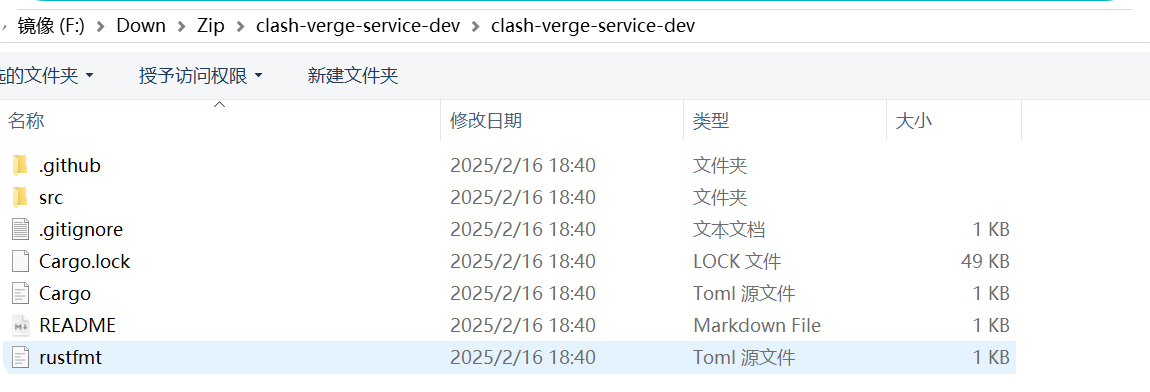 镜像 (F:) > Down > Zip > clash-verge-service-dev > clash-verge-service-dev
的文件夹 授予访问权限 新建文件夹
名称 修改日期 类型 大小
.github 2025/2/16 18:40 文件夹
src 2025/2/16 18:40 文件夹
.gitignore 2025/2/16 18:40 文本文档 1 KB
Cargo.lock 2025/2/16 18:40 LOCK 文件 49 KB
Cargo 2025/2/16 18:40 Toml 源文件 1 KB
README 2025/2/16 18:40 Markdown File 1 KB
rustfmt 2025/2/16 18:40 Toml 源文件 1 KB